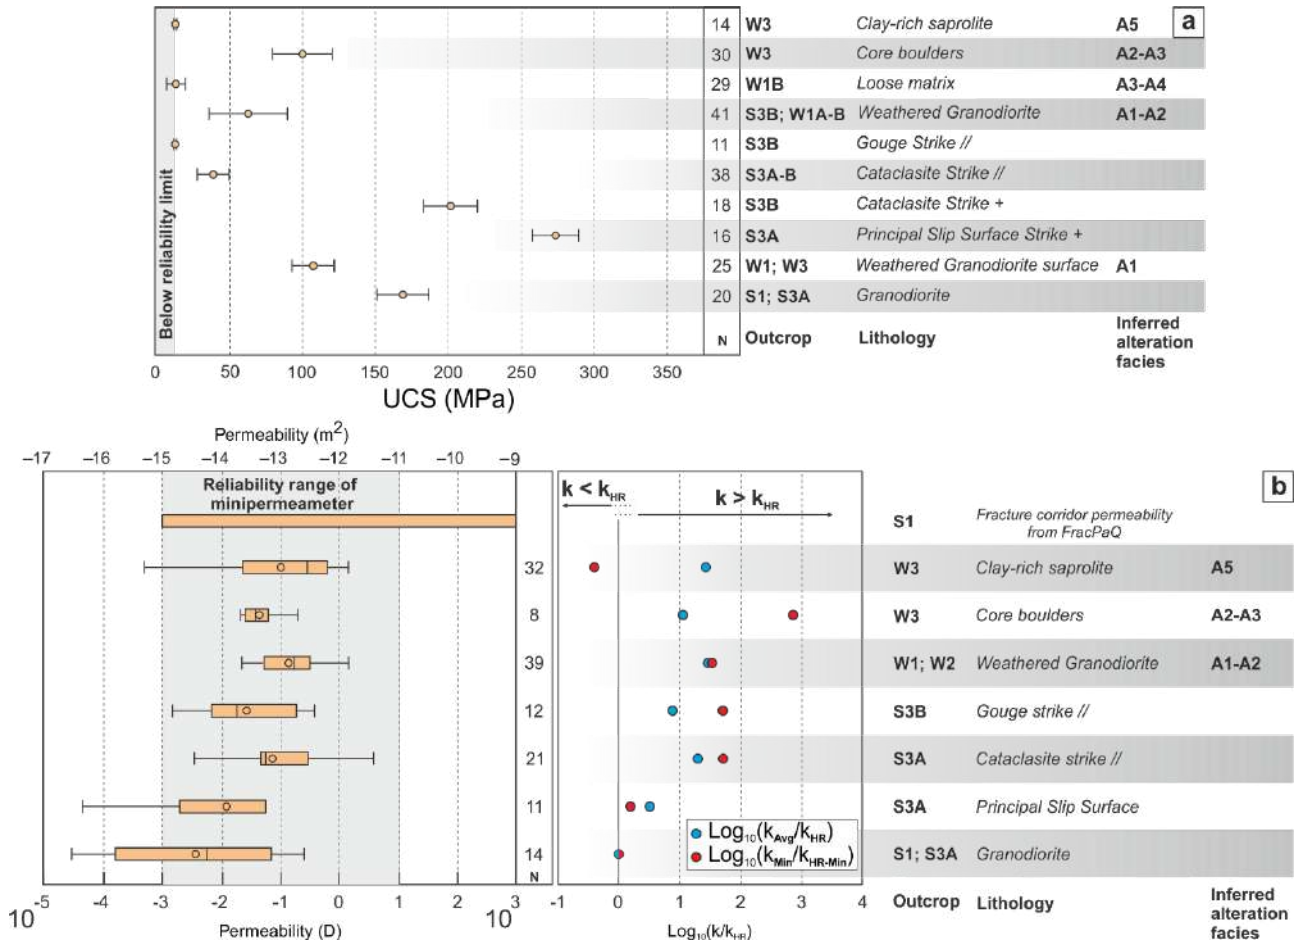 a
14 W3 Clay-rich saprolite A5
30 W3 Core boulders A2-A3
29 W1B Loose matrix A3-A4
41 S3B; W1A-B Weathered Granodiorite A1-A2
11 S3B Gouge Strike //
38 S3A-B Cataclasite Strike //
18 S3B Cataclasite Strike +
16 S3A Principal Slip Surface Strike +
25 W1; W3 Weathered Granodiorite surface A1
20 S1; S3A Granodiorite
Below reliability limit
N Outcrop Lithology Inferred
alteration
facies
0 50 100 150 200 250 300 350
UCS (MPa)
Permeability (m2)
−17 −16 −15 −14 −13 −12 −11 −10 −9
b
Reliability range of
minipermeameter
k < kHR k > kHR
S1 Fracture corridor permeability
from FracPaQ
32 W3 Clay-rich saprolite A5
8 W3 Core boulders A2-A3
39 W1; W2 Weathered Granodiorite A1-A2
12 S3B Gouge strike //
21 S3A Cataclasite strike //
11 S3A Principal Slip Surface
Log10(kAvg/kHR)
Log10(kMin/kHR-Min)
14 S1; S3A Granodiorite
N
Outcrop Lithology Inferred
alteration
facies
10-5 -4 -3 -2 -1 0 1 2 103
Permeability (D)
-1 0 1 2 3 4
Log10(k/kHR)